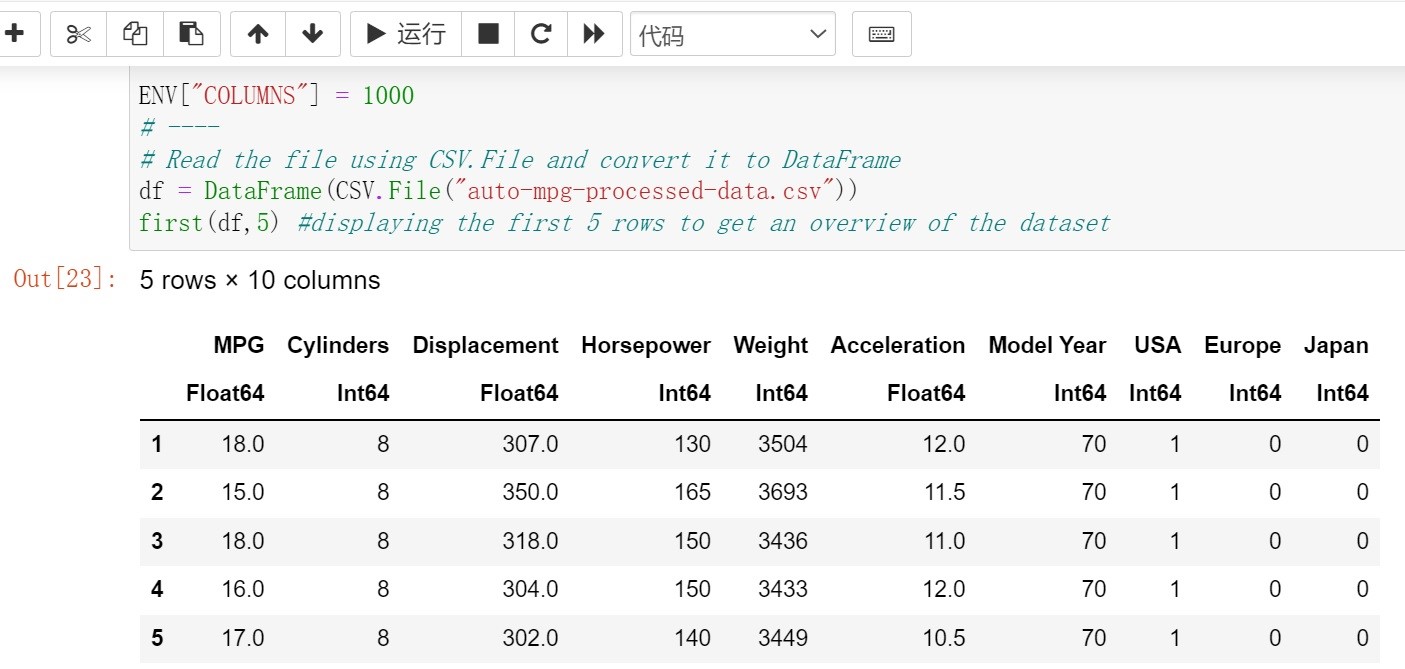 运行 代码
ENV["COLUMNS"] = 1000
# ----
# Read the file using CSV.File and convert it to DataFrame
df = DataFrame(CSV.File("auto-mpg-processed-data.csv"))
first(df,5) #displaying the first 5 rows to get an overview of the dataset
Out[23]: 5 rows × 10 columns
MPG Cylinders Displacement Horsepower Weight Acceleration Model Year USA Europe Japan
Float64 Int64 Float64 Int64 Int64 Float64 Int64 Int64 Int64 Int64
1 18.0 8 307.0 130 3504 12.0 70 1 0 0
2 15.0 8 350.0 165 3693 11.5 70 1 0 0
3 18.0 8 318.0 150 3436 11.0 70 1 0 0
4 16.0 8 304.0 150 3433 12.0 70 1 0 0
5 17.0 8 302.0 140 3449 10.5 70 1 0 0